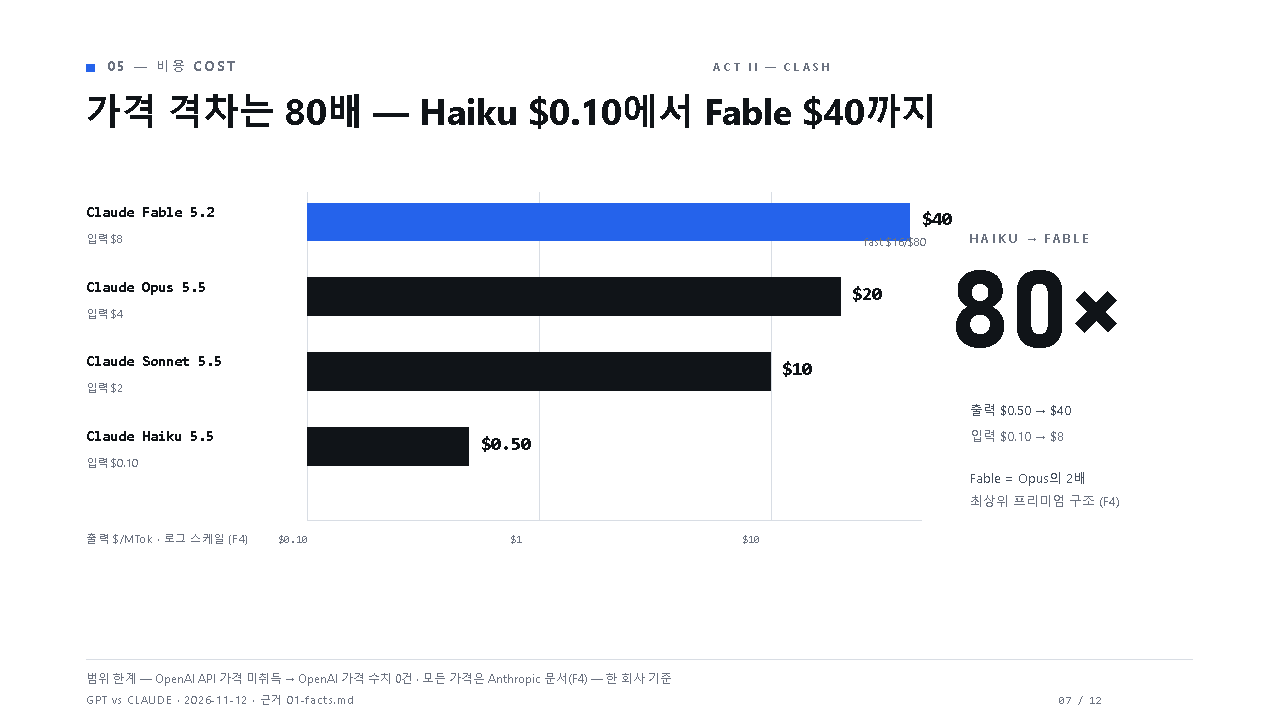 05 — 비용 COST
ACT II — CLASH
가격 격차는 80배 — Haiku $0.10에서 Fable $40까지
Claude Fable 5.2
입력 $8
$40
fast $16/$80
Claude Opus 5.5
입력 $4
$20
Claude Sonnet 5.5
입력 $2
$10
Claude Haiku 5.5
입력 $0.10
$0.50
출력 $/MTok · 로그 스케일 (F4)
$0.10
$1
$10
HAIKU → FABLE
80×
출력 $0.50 → $40
입력 $0.10 → $8
Fable = Opus의 2배
최상위 프리미엄 구조 (F4)
범위 한계 — OpenAI API 가격 미취득 → OpenAI 가격 수치 0건 · 모든 가격은 Anthropic 문서(F4) — 한 회사 기준
GPT vs CLAUDE · 2026-11-12 · 근거 01-facts.md
07 / 12